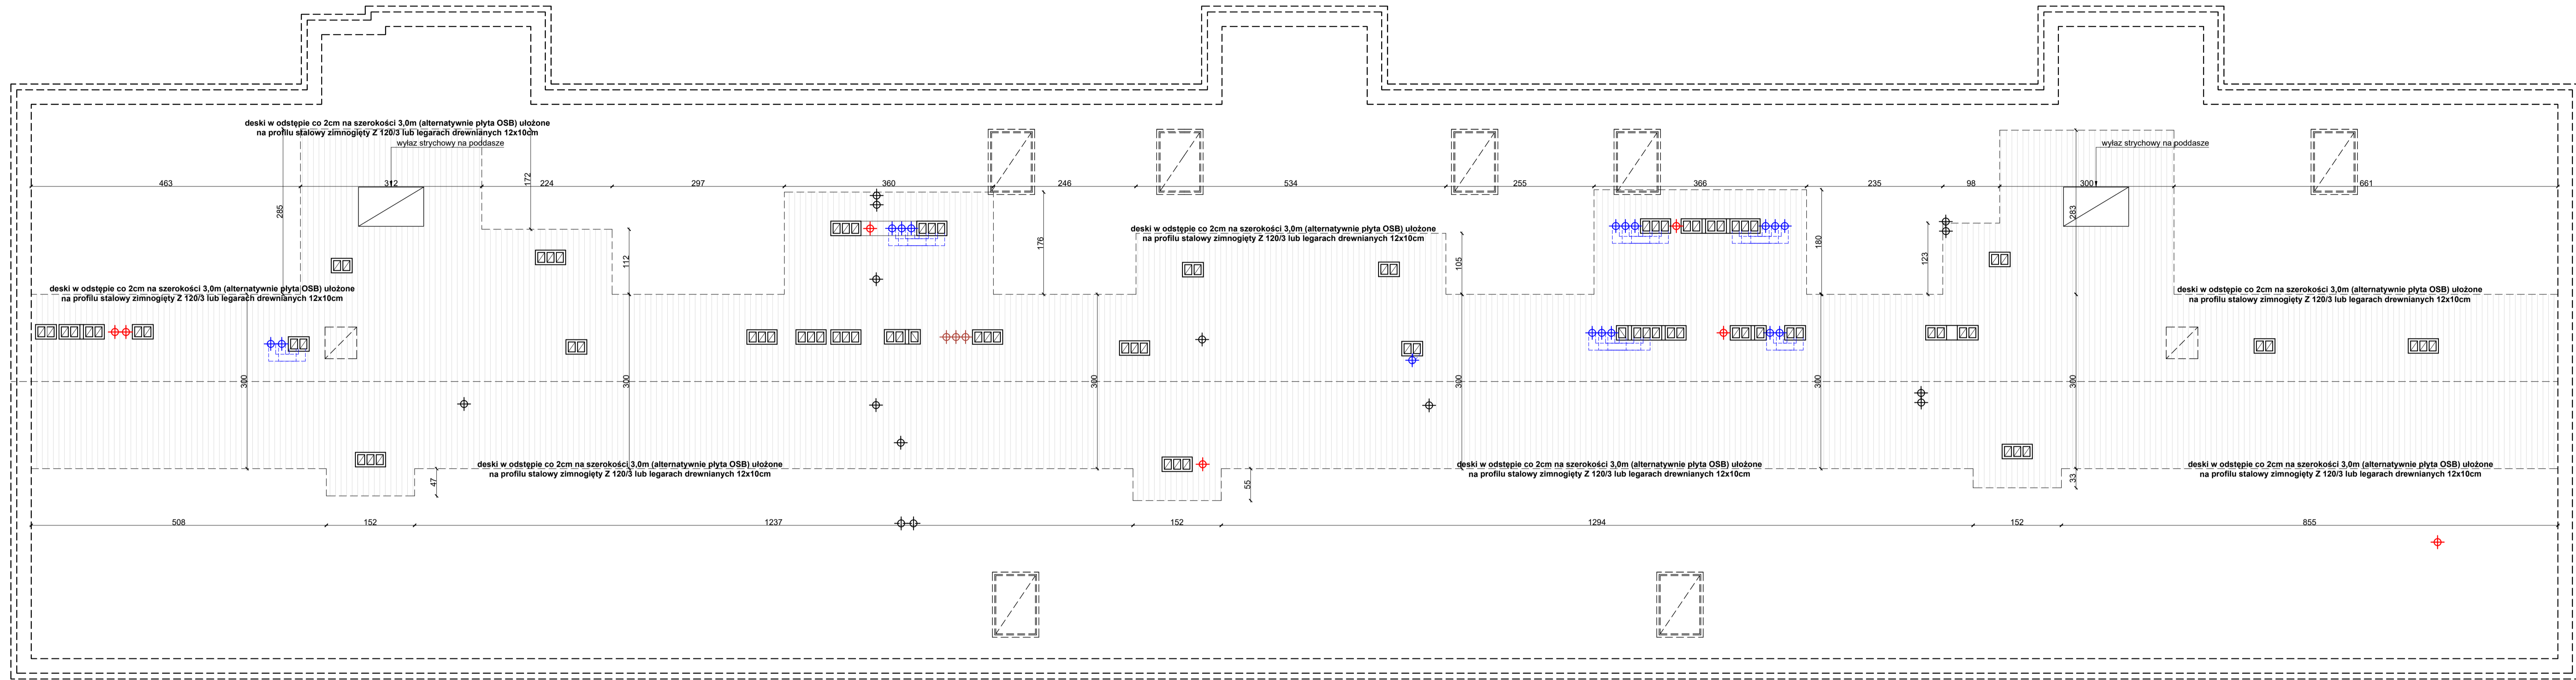 deski w odstępie co 2cm na szerokości 3,0m (alternatywnie płyta OSB) ułożone
na profilu stalowy zimnogięty Z 120/3 lub legarach drewnianych 12x10cm
wyłaz strychowy na poddasze
wyłaz strychowy na poddasze
463
312
172
224
297
360
246
534
255
366
235
98
300
661
285
283
112
176
deski w odstępie co 2cm na szerokości 3,0m (alternatywnie płyta OSB) ułożone
na profilu stalowy zimnogięty Z 120/3 lub legarach drewnianych 12x10cm
105
180
123
deski w odstępie co 2cm na szerokości 3,0m (alternatywnie płyta OSB) ułożone
na profilu stalowy zimnogięty Z 120/3 lub legarach drewnianych 12x10cm
deski w odstępie co 2cm na szerokości 3,0m (alternatywnie płyta OSB) ułożone
na profilu stalowy zimnogięty Z 120/3 lub legarach drewnianych 12x10cm
300
300
300
300
300
300
deski w odstępie co 2cm na szerokości 3,0m (alternatywnie płyta OSB) ułożone
na profilu stalowy zimnogięty Z 120/3 lub legarach drewnianych 12x10cm
deski w odstępie co 2cm na szerokości 3,0m (alternatywnie płyta OSB) ułożone
na profilu stalowy zimnogięty Z 120/3 lub legarach drewnianych 12x10cm
deski w odstępie co 2cm na szerokości 3,0m (alternatywnie płyta OSB) ułożone
na profilu stalowy zimnogięty Z 120/3 lub legarach drewnianych 12x10cm
47
55
33
508
152
1237
152
1294
152
855